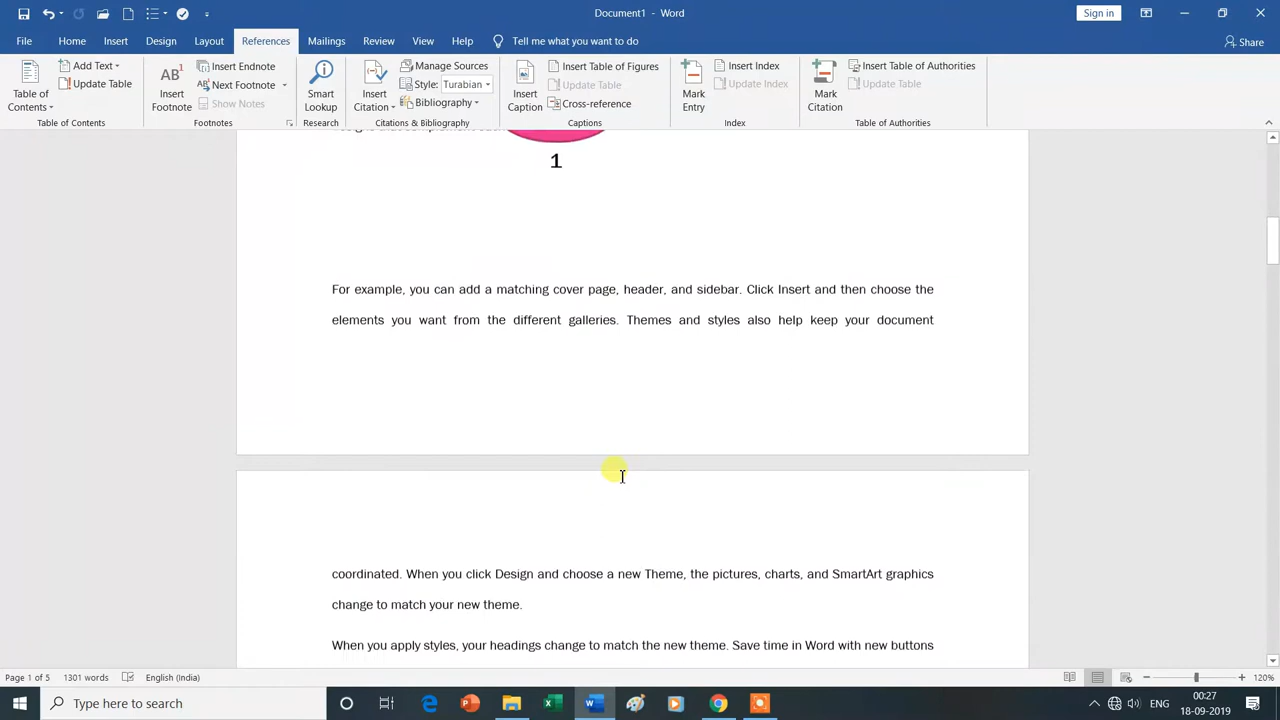 Document1 - Word
Sign in
File Home Insert Design Layout References Mailings Review View Help Tell me what you want to do Share
Table of Contents
Add Text
Update Table
Table of Contents
AB1
Insert Footnote
Insert Endnote
Next Footnote
Show Notes
Footnotes
Smart Lookup
Research
Insert Citation
Manage Sources
Style: Turabian
Bibliography
Citations & Bibliography
Insert Caption
Insert Table of Figures
Update Table
Cross-reference
Captions
Mark Entry
Insert Index
Update Index
Index
Mark Citation
Insert Table of Authorities
Update Table
Table of Authorities
1
For example, you can add a matching cover page, header, and sidebar. Click Insert and then choose the
elements you want from the different galleries. Themes and styles also help keep your document
coordinated. When you click Design and choose a new Theme, the pictures, charts, and SmartArt graphics
change to match your new theme.
When you apply styles, your headings change to match the new theme. Save time in Word with new buttons
Page 1 of 5 1301 words English (India) 120%
Type here to search
ENG
00:27
18-09-2019